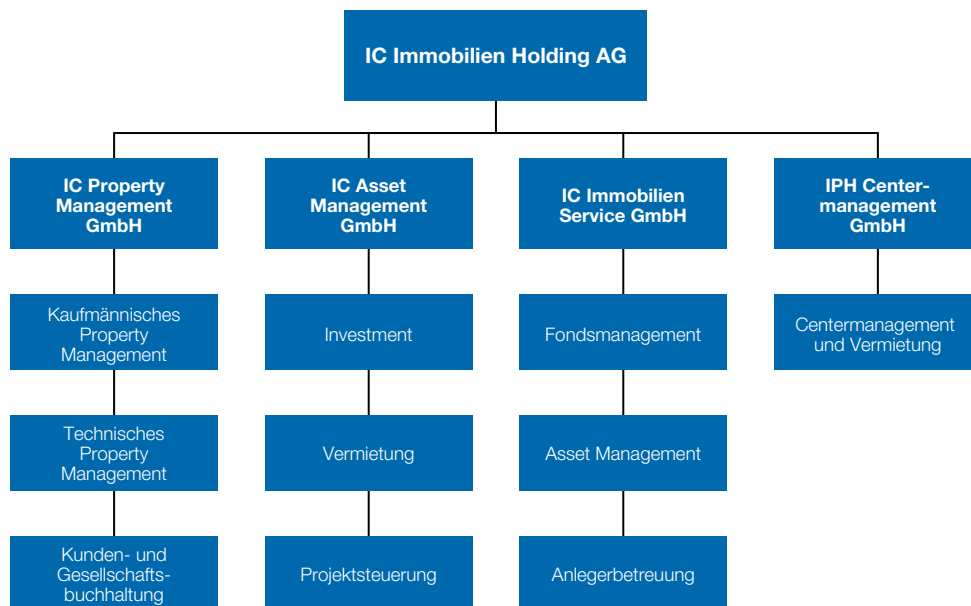 IC Immobilien Holding AG
IC Property
Management
GmbH
IC Asset
Management
GmbH
IC Immobilien
Service GmbH
IPH Center-
management
GmbH
Kaufmännisches
Property
Management
Investment
Fondsmanagement
Centermanagement
und Vermietung
Technisches
Property
Management
Vermietung
Asset Management
Kunden- und
Gesellschafts-
buchhaltung
Projektsteuerung
Anlegerbetreuung